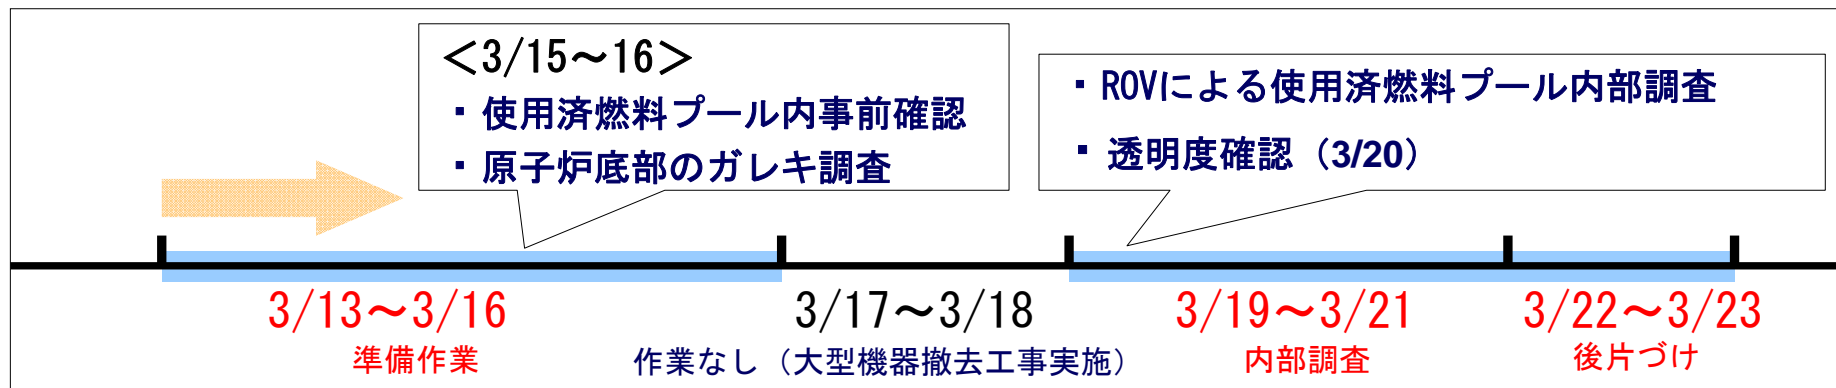 ＜3/15～16＞
・使用済燃料プール内事前確認
・原子炉底部のガレキ調査
・ROVによる使用済燃料プール内部調査
・透明度確認（3/20）
3/13～3/16
準備作業
3/17～3/18
作業なし（大型機器撤去工事実施）
3/19～3/21
内部調査
3/22～3/23
後片づけ